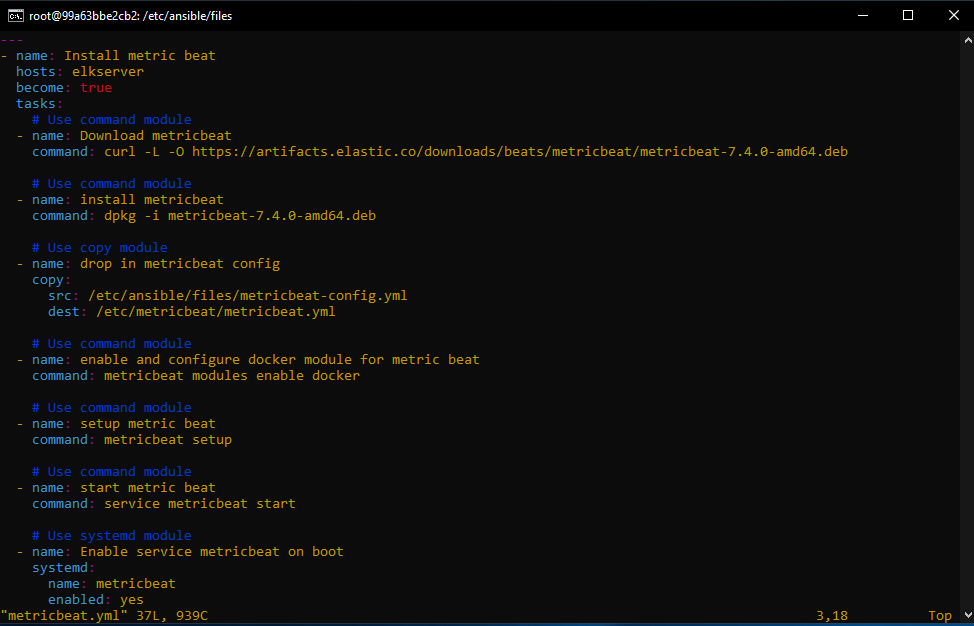 root@99a63bbe2cb2: /etc/ansible/files
---
- name: Install metric beat
  hosts: elkserver
  become: true
  tasks:
    # Use command module
  - name: Download metricbeat
    command: curl -L -O https://artifacts.elastic.co/downloads/beats/metricbeat/metricbeat-7.4.0-amd64.deb

    # Use command module
  - name: install metricbeat
    command: dpkg -i metricbeat-7.4.0-amd64.deb

    # Use copy module
  - name: drop in metricbeat config
    copy:
      src: /etc/ansible/files/metricbeat-config.yml
      dest: /etc/metricbeat/metricbeat.yml

    # Use command module
  - name: enable and configure docker module for metric beat
    command: metricbeat modules enable docker

    # Use command module
  - name: setup metric beat
    command: metricbeat setup

    # Use command module
  - name: start metric beat
    command: service metricbeat start

    # Use systemd module
  - name: Enable service metricbeat on boot
    systemd:
      name: metricbeat
      enabled: yes
"metricbeat.yml" 37L, 939C 3,18 Top